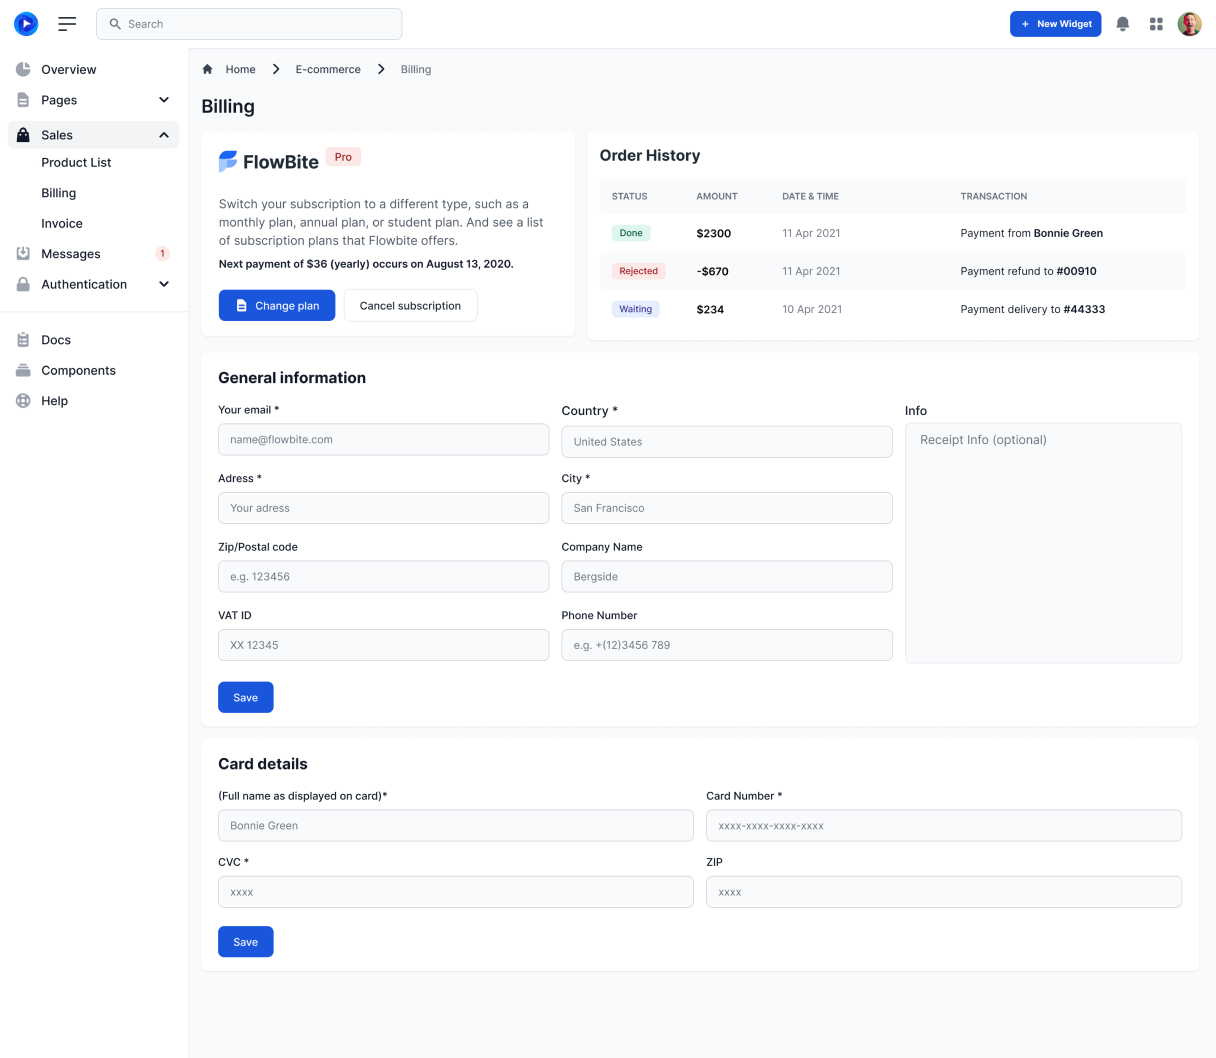 Search
+ New Widget
Overview
Pages
Sales
Product List
Billing
Invoice
Messages 1
Authentication
Docs
Components
Help
Home E-commerce Billing
Billing
FlowBite Pro
Switch your subscription to a different type, such as a
monthly plan, annual plan, or student plan. And see a list
of subscription plans that Flowbite offers.
Next payment of $36 (yearly) occurs on August 13, 2020.
Change plan Cancel subscription
Order History
STATUS AMOUNT DATE & TIME TRANSACTION
Done $2300 11 Apr 2021 Payment from Bonnie Green
Rejected -$670 11 Apr 2021 Payment refund to #00910
Waiting $234 10 Apr 2021 Payment delivery to #44333
General information
Your email * Country * Info
name@flowbite.com United States Receipt Info (optional)
Adress * City *
Your adress San Francisco
Zip/Postal code Company Name
e.g. 123456 Bergside
VAT ID Phone Number
XX 12345 e.g. +(12)3456 789
Save
Card details
(Full name as displayed on card)* Card Number *
Bonnie Green xxxx-xxxx-xxxx-xxxx
CVC * ZIP
xxxx xxxx
Save